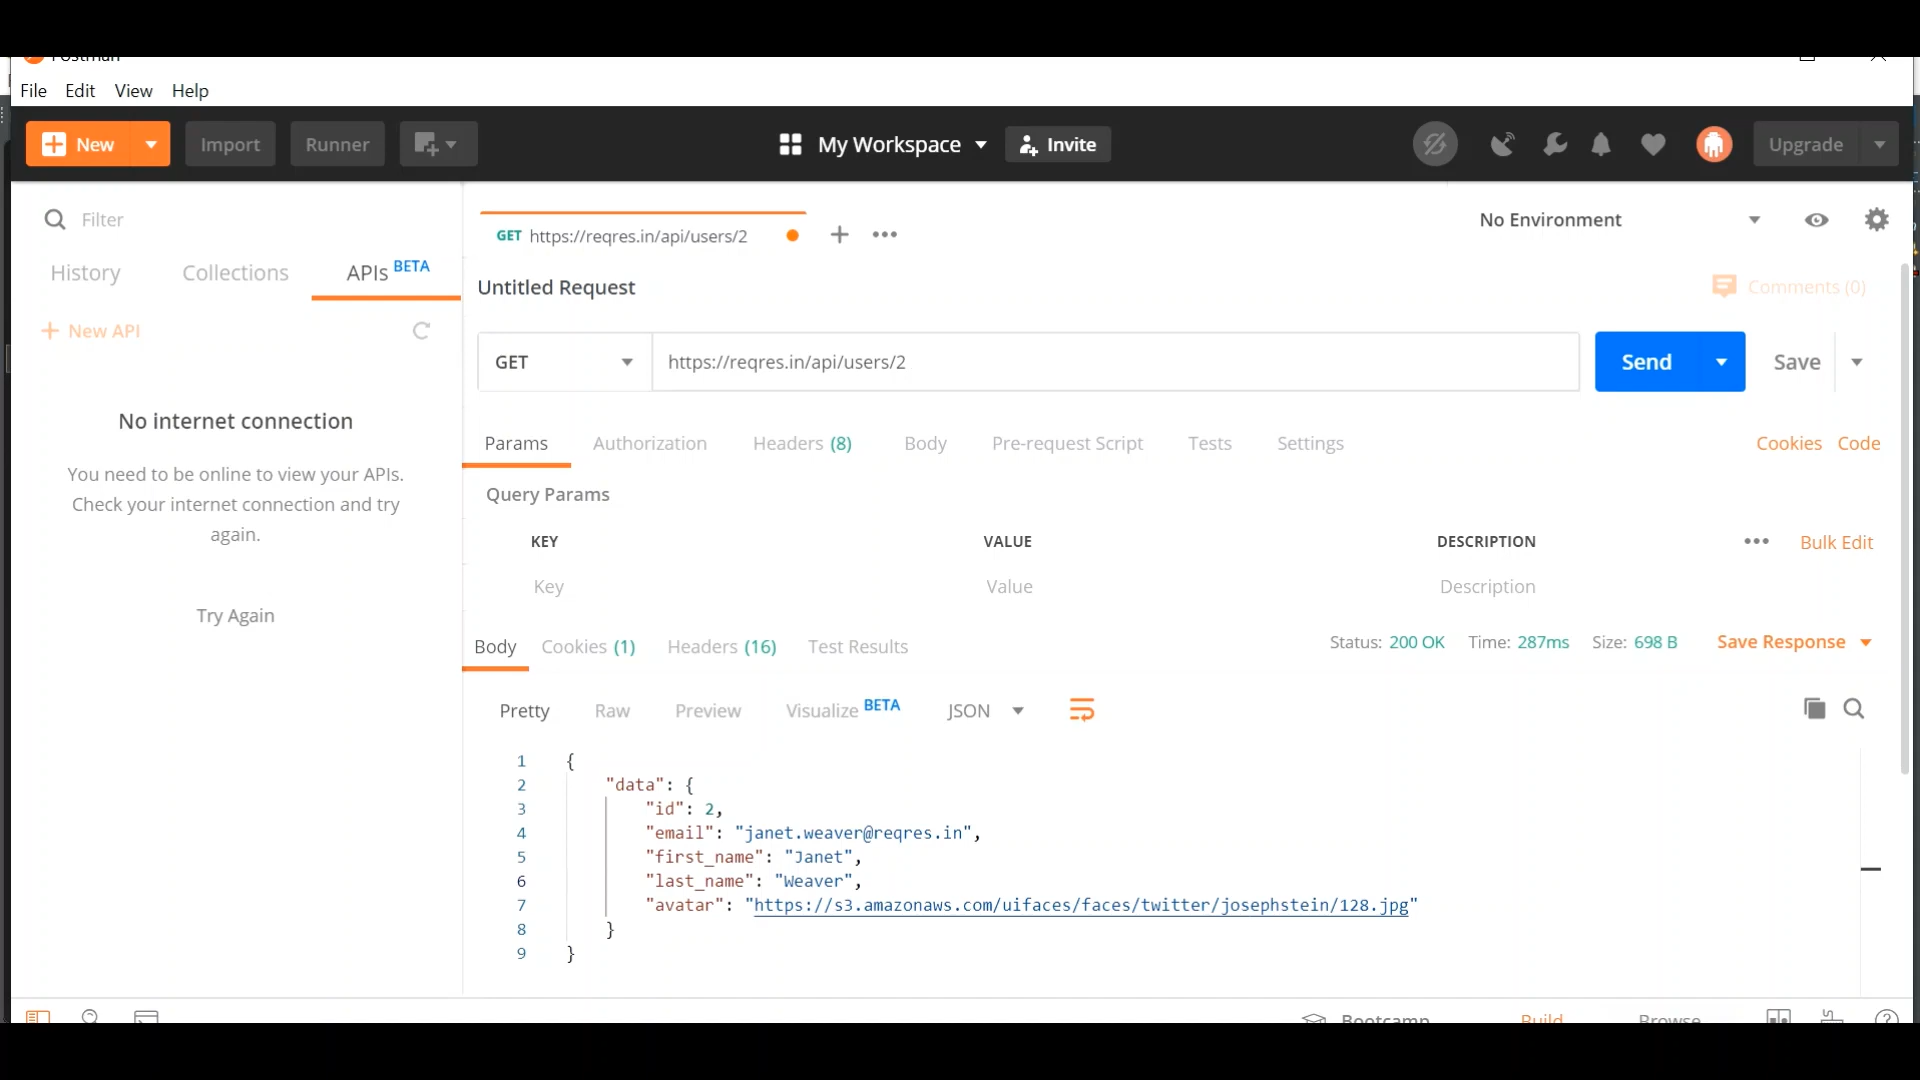 Postman
File Edit View Help
New Import Runner My Workspace Invite Upgrade
Filter
History Collections APIs BETA
New API
No internet connection
You need to be online to view your APIs.
Check your internet connection and try
again.
Try Again
GET https://reqres.in/api/users/2
No Environment
Untitled Request
Comments (0)
GET https://reqres.in/api/users/2 Send Save
Params Authorization Headers (8) Body Pre-request Script Tests Settings Cookies Code
Query Params
KEY VALUE DESCRIPTION Bulk Edit
Key Value Description
Body Cookies (1) Headers (16) Test Results Status: 200 OK Time: 287ms Size: 698 B Save Response
Pretty Raw Preview Visualize BETA JSON
1 {
2 "data": {
3 "id": 2,
4 "email": "janet.weaver@reqres.in",
5 "first_name": "Janet",
6 "last_name": "Weaver",
7 "avatar": "https://s3.amazonaws.com/uifaces/faces/twitter/josephstein/128.jpg"
8 }
9 }
Bootcamp Build Browse